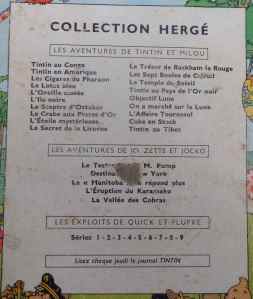 COLLECTION HERGÉ
LES AVENTURES DE TINTIN ET MILOU
Tintin au Congo
Tintin en Amérique
Les Cigares du Pharaon
Le Lotus bleu
L'Oreille cassée
L'Ile noire
Le Sceptre d'Ottokar
Le Crabe aux Pinces d'Or
L'Étoile mystérieuse
Le Secret de la Licorne
Le Trésor de Rackham le Rouge
Les Sept Boules de Cristal
Le Temple du Soleil
Tintin au Pays de l'Or noir
Objectif Lune
On a marché sur la Lune
L'Affaire Tournesol
Coke en Stock
Tintin au Tibet
LES AVENTURES DE JO, ZETTE ET JOCKO
Le M. Pump
York
Le « Manitoba » ne répond plus
L'Éruption du Karamako
La Vallée des Cobras
LES EXPLOITS DE QUICK ET FLUPKE
Séries 1 - 2 - 3 - 4 - 5 - 6 - 7 - 8 - 9
Lisez chaque jeudi le journal TINTIN